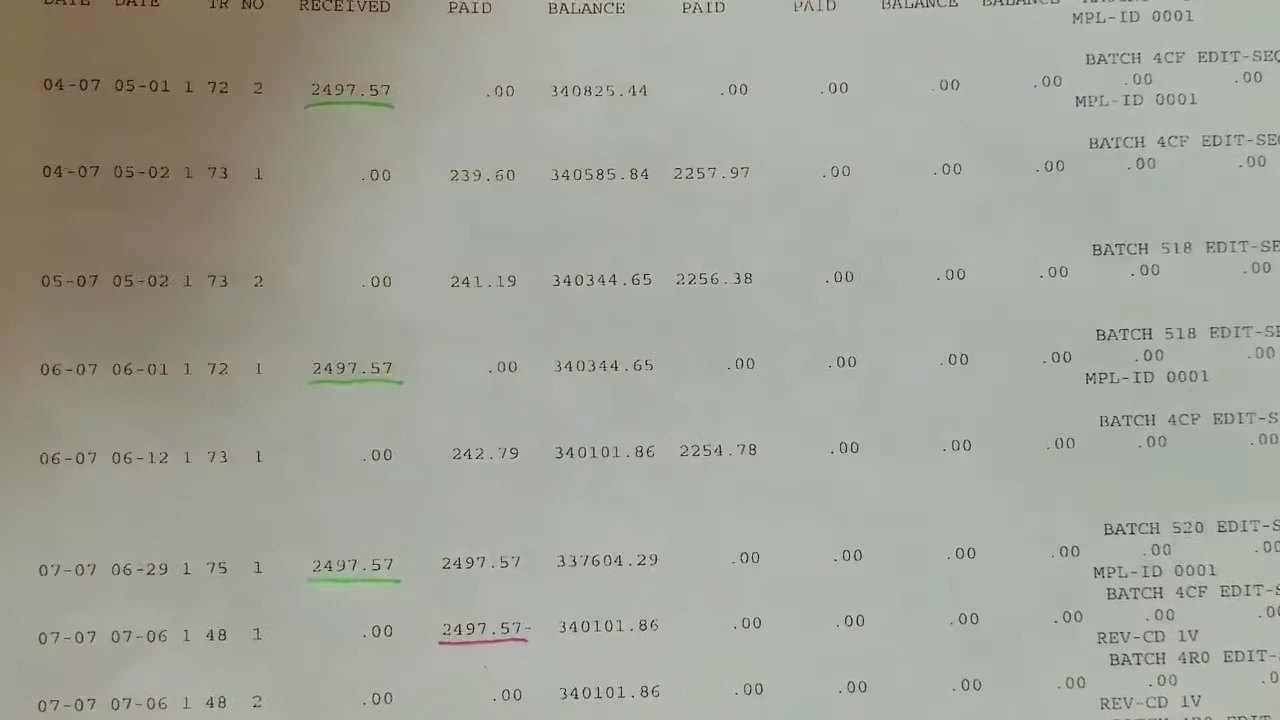 DATE DATE TR NO RECEIVED PAID BALANCE PAID PAID BALANCE BALANCE
MPL-ID 0001
BATCH 4CF EDIT-SEQ
04-07 05-01 1 72 2 2497.57 .00 340825.44 .00 .00 .00 .00 .00 .00
MPL-ID 0001
BATCH 4CF EDIT-SEQ
04-07 05-02 1 73 1 .00 239.60 340585.84 2257.97 .00 .00 .00 .00 .00
BATCH 518 EDIT-SE
05-07 05-02 1 73 2 .00 241.19 340344.65 2256.38 .00 .00 .00 .00 .00
BATCH 518 EDIT-SE
06-07 06-01 1 72 1 2497.57 .00 340344.65 .00 .00 .00 .00 .00 .00
MPL-ID 0001
BATCH 4CF EDIT-S
06-07 06-12 1 73 1 .00 242.79 340101.86 2254.78 .00 .00 .00 .00 .00
BATCH 520 EDIT-S
07-07 06-29 1 75 1 2497.57 2497.57 337604.29 .00 .00 .00 .00 .00 .00
MPL-ID 0001
BATCH 4CF EDIT-S
07-07 07-06 1 48 1 .00 2497.57- 340101.86 .00 .00 .00 .00 .00 .0
REV-CD 1V
BATCH 4R0 EDIT-
07-07 07-06 1 48 2 .00 .00 340101.86 .00 .00 .00 .00 .00 .0
REV-CD 1V